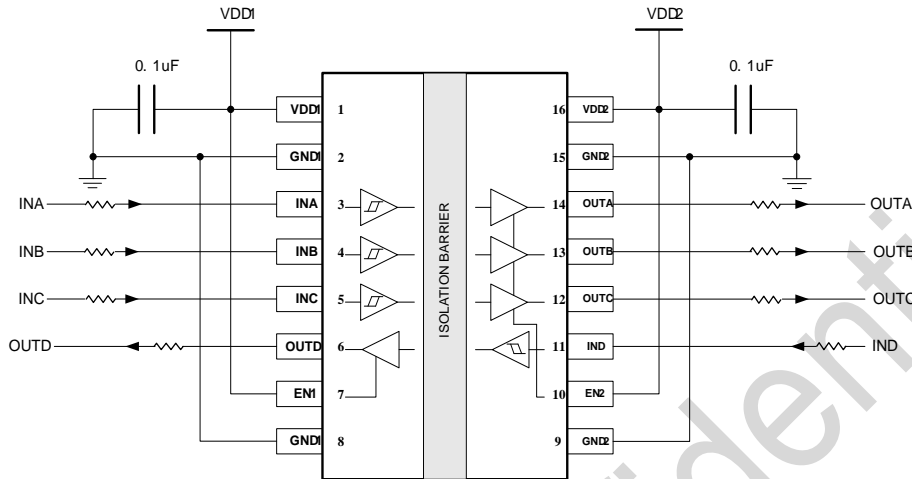 VDD1 VDD2
0. 1uF 0. 1uF
VDD1 1 16 VDD2
GND1 2 15 GND2
INA INA 3 14 OUTA OUTA
INB INB 4 13 OUTB OUTB
INC INC 5 12 OUTC OUTC
OUTD OUTD 6 11 IND IND
EN1 7 10 EN2
GND1 8 9 GND2
ISOLATION BARRIER